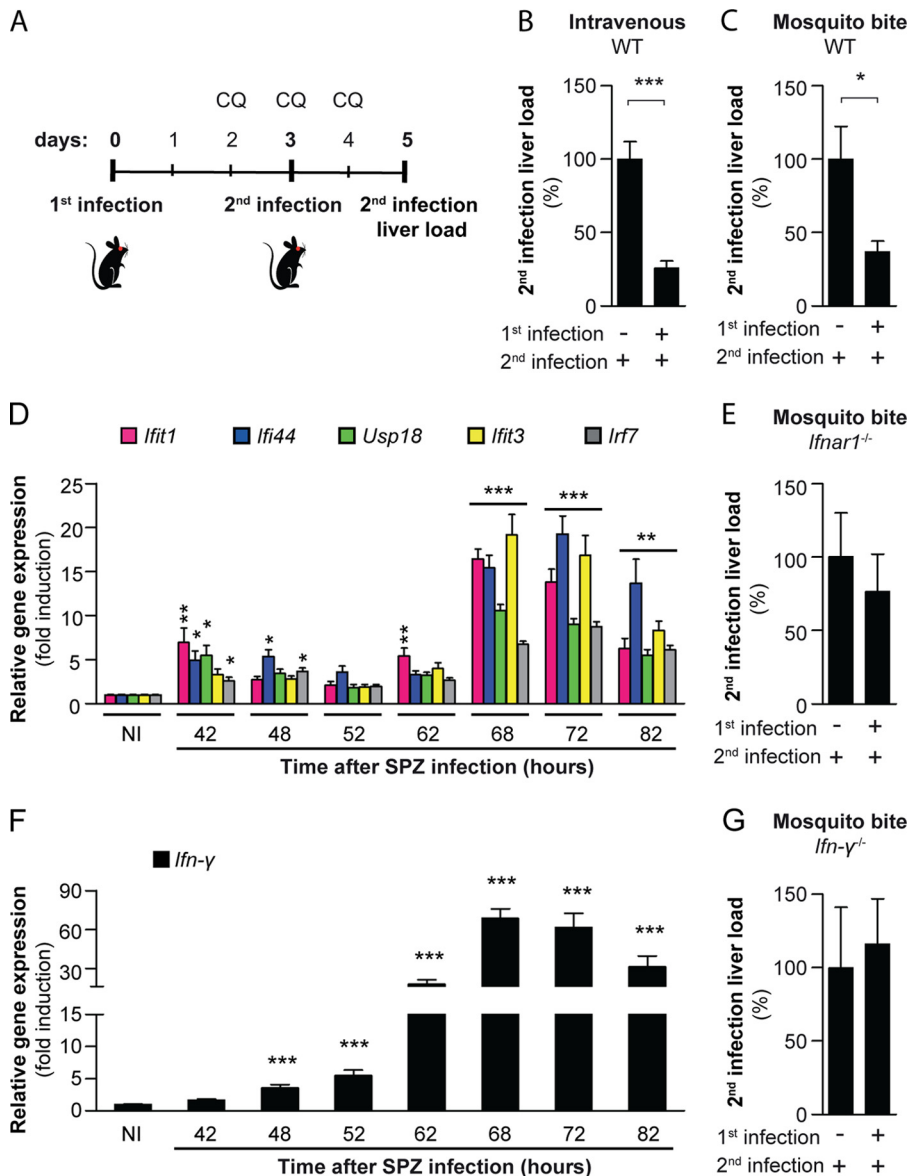 A
CQ CQ CQ
days: 0 1 2 3 4 5
1st infection 2nd infection 2nd infection
liver load
B Intravenous
WT
2nd infection liver load
(%)
150
100
50
0
***
1st infection - +
2nd infection + +
C Mosquito bite
WT
2nd infection liver load
(%)
150
100
50
0
*
1st infection - +
2nd infection + +
D
Ifit1 Ifi44 Usp18 Ifit3 Irf7
Relative gene expression
(fold induction)
25
20
15
10
5
0
** * * *
* *
**
*** *** **
NI 42 48 52 62 68 72 82
Time after SPZ infection (hours)
E Mosquito bite
Ifnar1-/-
2nd infection liver load
(%)
150
100
50
0
1st infection - +
2nd infection + +
F
Ifn-γ
Relative gene expression
(fold induction)
90
60
30
15
10
5
0
*** *** *** *** *** ***
NI 42 48 52 62 68 72 82
Time after SPZ infection (hours)
G Mosquito bite
Ifn-γ-/-
2nd infection liver load
(%)
150
100
50
0
1st infection - +
2nd infection + +